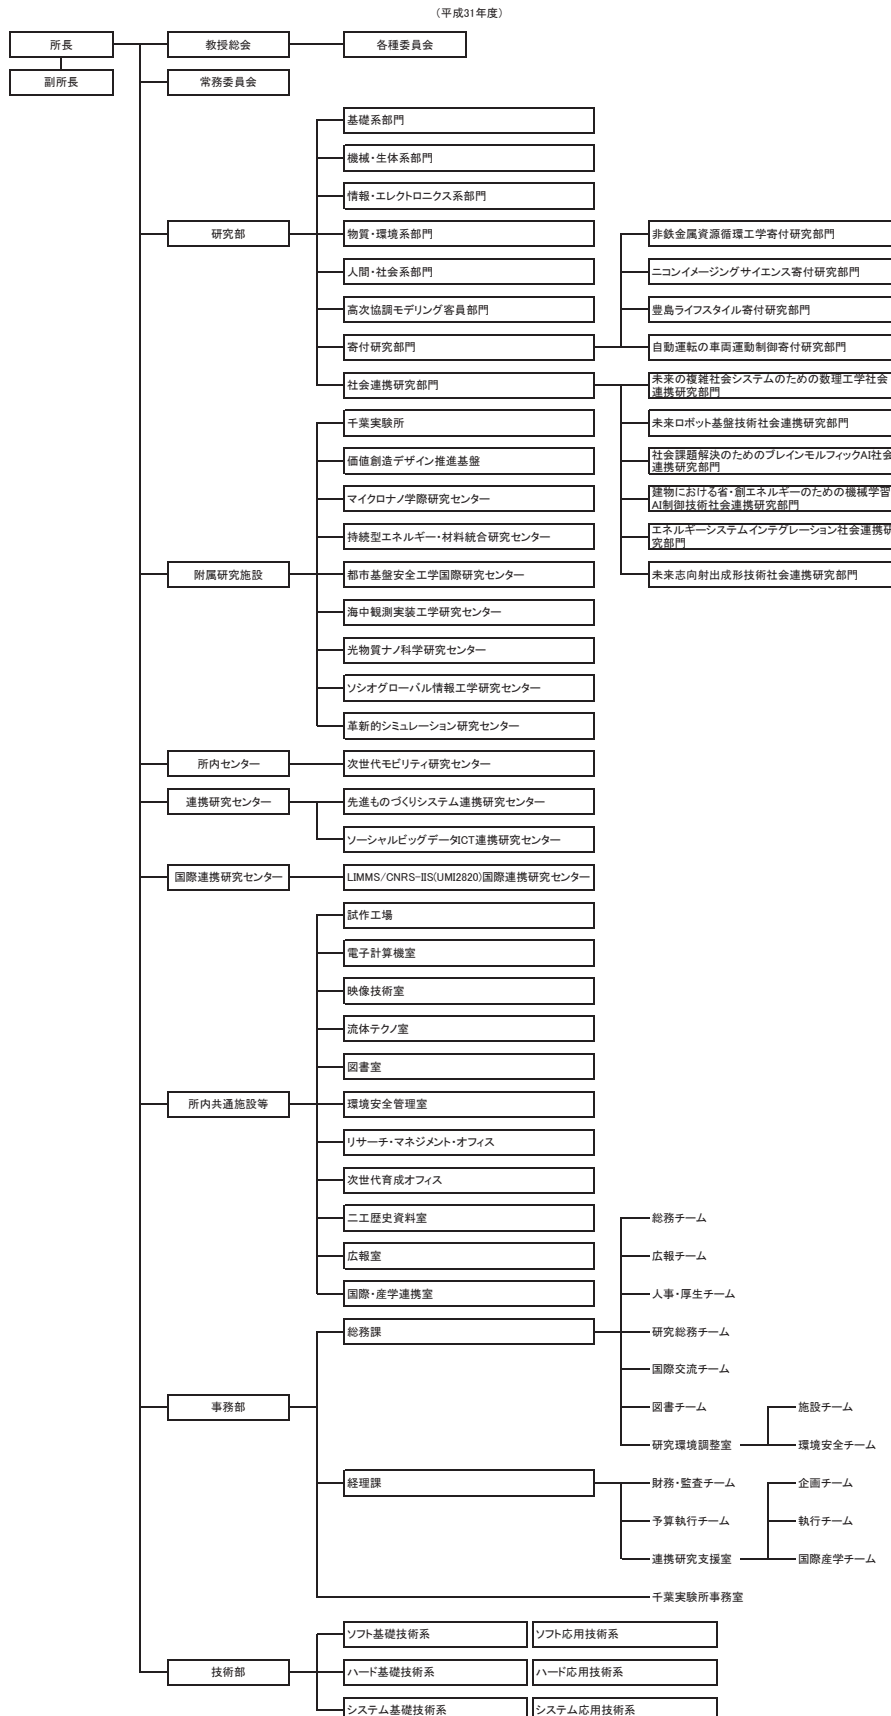 (平成31年度)
所長
教授総会
各種委員会
副所長
常務委員会
基礎系部門
機械・生体系部門
情報・エレクトロニクス系部門
研究部
物質・環境系部門
非鉄金属資源循環工学寄付研究部門
人間・社会系部門
ニコンイメージングサイエンス寄付研究部門
高次協調モデリング客員部門
豊島ライフスタイル寄付研究部門
寄付研究部門
自動運転の車両運動制御寄付研究部門
社会連携研究部門
未来の複雑社会システムのための数理工学社会
連携研究部門
千葉実験所
未来ロボット基盤技術社会連携研究部門
価値創造デザイン推進基盤
社会課題解決のためのブレインモルフィックAI社会
連携研究部門
マイクロナノ学際研究センター
建物における省・創エネルギーのための機械学習
AI制御技術社会連携研究部門
持続型エネルギー・材料統合研究センター
エネルギーシステムインテグレーション社会連携研
究部門
附属研究施設
都市基盤安全工学国際研究センター
未来志向射出成形技術社会連携研究部門
海中観測実装工学研究センター
光物質ナノ科学研究センター
ソシオグローバル情報工学研究センター
革新的シミュレーション研究センター
所内センター
次世代モビリティ研究センター
連携研究センター
先進ものづくりシステム連携研究センター
ソーシャルビッグデータICT連携研究センター
国際連携研究センター
LIMMS/CNRS-IIS(UMI2820)国際連携研究センター
試作工場
電子計算機室
映像技術室
流体テクノ室
図書室
所内共通施設等
環境安全管理室
リサーチ・マネジメント・オフィス
次世代育成オフィス
二工歴史資料室
総務チーム
広報室
広報チーム
国際・産学連携室
人事・厚生チーム
総務課
研究総務チーム
国際交流チーム
事務部
図書チーム
施設チーム
研究環境調整室
環境安全チーム
経理課
財務・監査チーム
企画チーム
予算執行チーム
執行チーム
連携研究支援室
国際産学チーム
千葉実験所事務室
ソフト基礎技術系
ソフト応用技術系
技術部
ハード基礎技術系
ハード応用技術系
システム基礎技術系
システム応用技術系